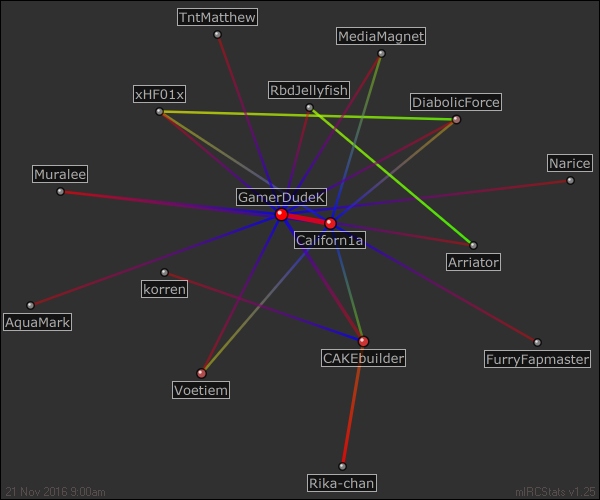 TntMatthew
MediaMagnet
xHF01x
RbdJellyfish
DiabolicForce
Muralee
Narice
GamerDudeK
Californ1a
Arriator
korren
AquaMark
CAKEbuilder
FurryFapmaster
Voetiem
Rika-chan
21 Nov 2016 9:00am
mIRCStats v1.25